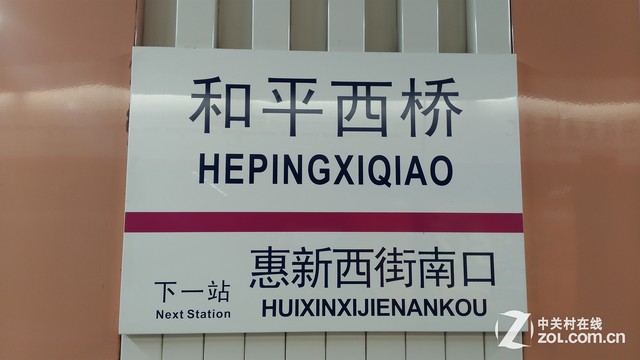 和平西桥
HEPINGXIQIAO
惠新西街南口
下一站
Next Station
HUIXINXIJIENANKOU
中关村在线
ZOL.COM.CN